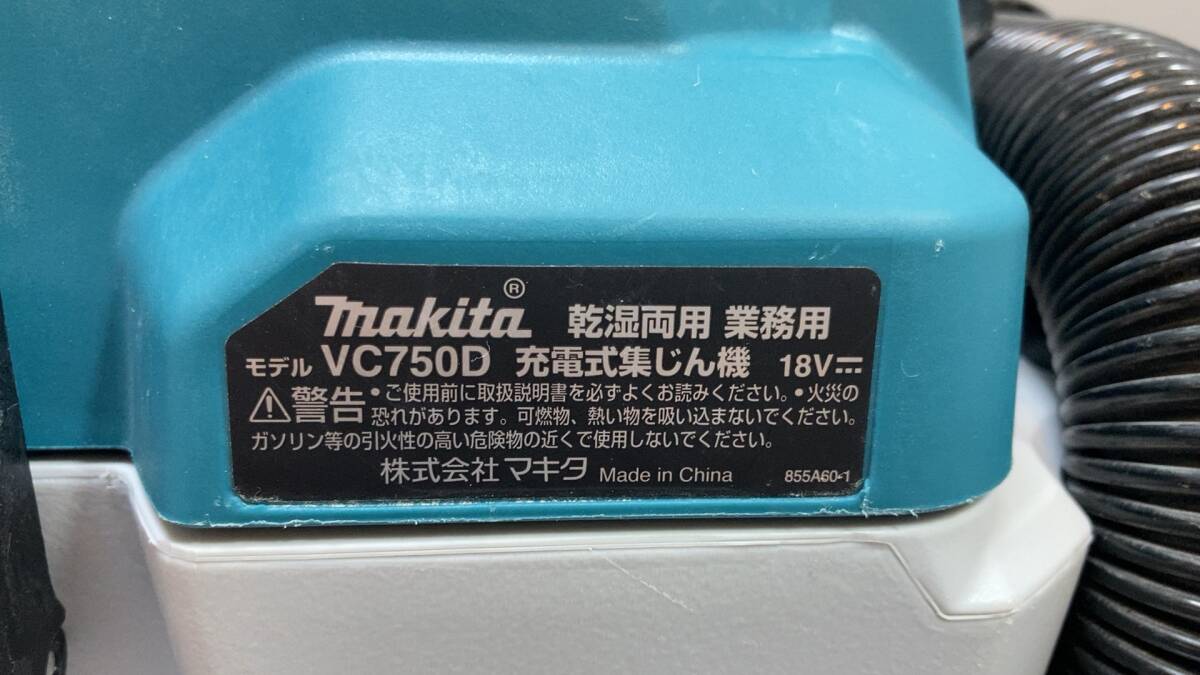 makita® 乾湿両用 業務用
モデル VC750D 充電式集じん機 18V⎓
⚠警告 •ご使用前に取扱説明書を必ずよくお読みください。•火災の
恐れがあります。可燃物、熱い物を吸い込まないでください。
ガソリン等の引火性の高い危険物の近くで使用しないでください。
株式会社 マキタ Made in China 855A60-1